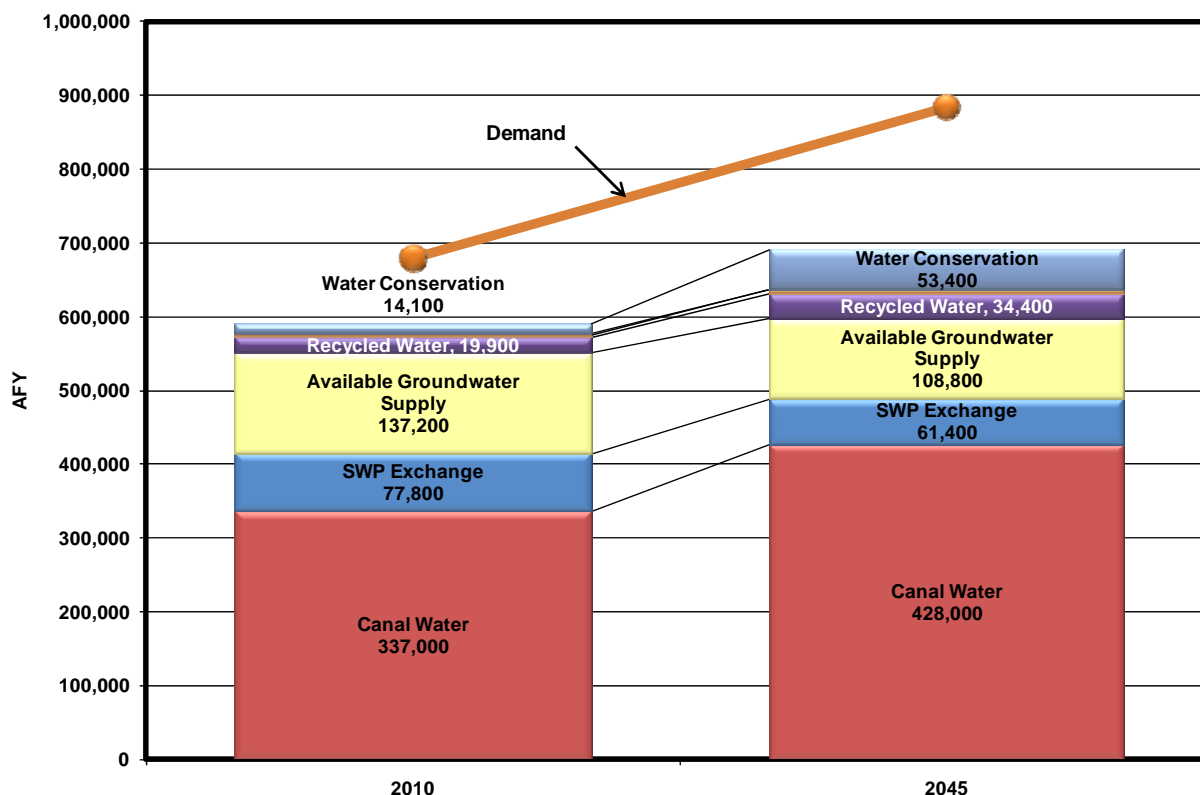 1,000,000
900,000
800,000
700,000
600,000
500,000
400,000
300,000
200,000
100,000
0
AFY
Demand
Water Conservation
14,100
Recycled Water, 19,900
Available Groundwater
Supply
137,200
SWP Exchange
77,800
Canal Water
337,000
Water Conservation
53,400
Recycled Water, 34,400
Available Groundwater
Supply
108,800
SWP Exchange
61,400
Canal Water
428,000
2010
2045